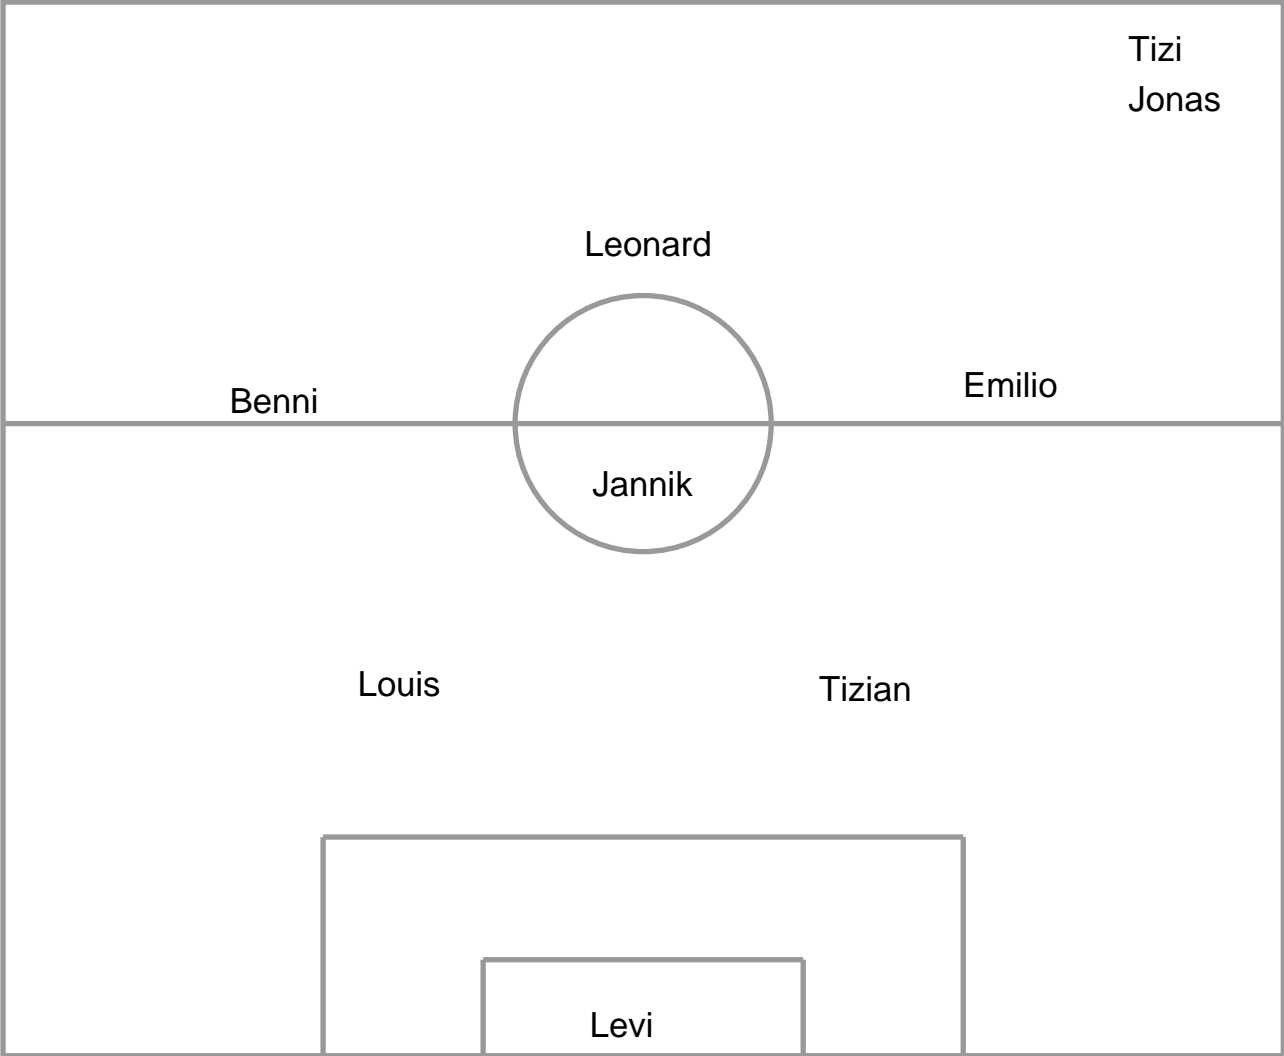 Tizi
Jonas
Leonard
Emilio
Benni
Jannik
Louis
Tizian
Levi